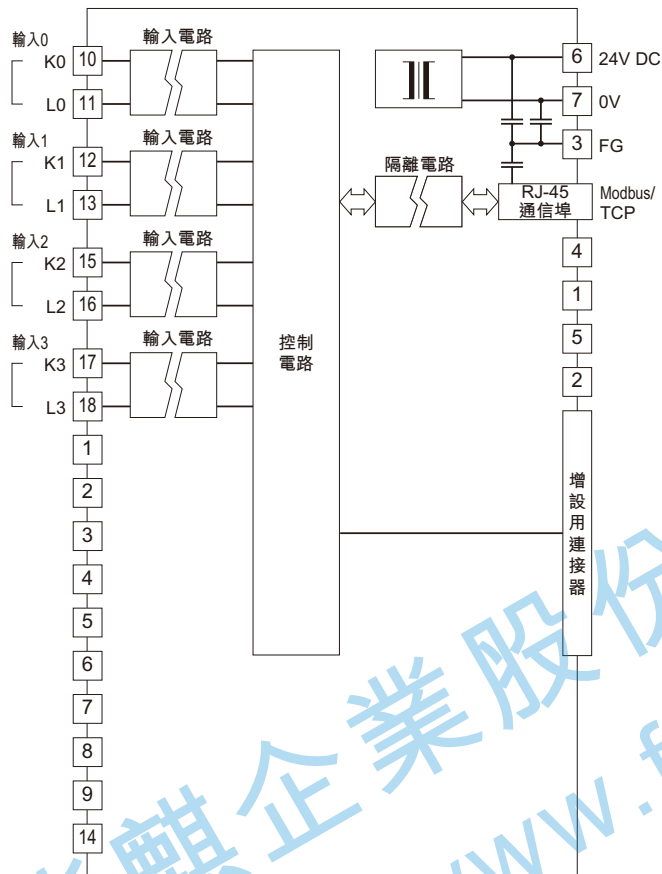 輸入0
K0 10
L0 11
輸入電路
輸入1
K1 12
L1 13
輸入電路
輸入2
K2 15
L2 16
輸入電路
輸入3
K3 17
L3 18
輸入電路
1
2
3
4
5
6
7
8
9
14
控制
電路
隔離電路
6 24V DC
7 0V
3 FG
RJ-45
通信埠
Modbus/
TCP
4
1
5
2
增設用連接器
麒企業股份
www.f